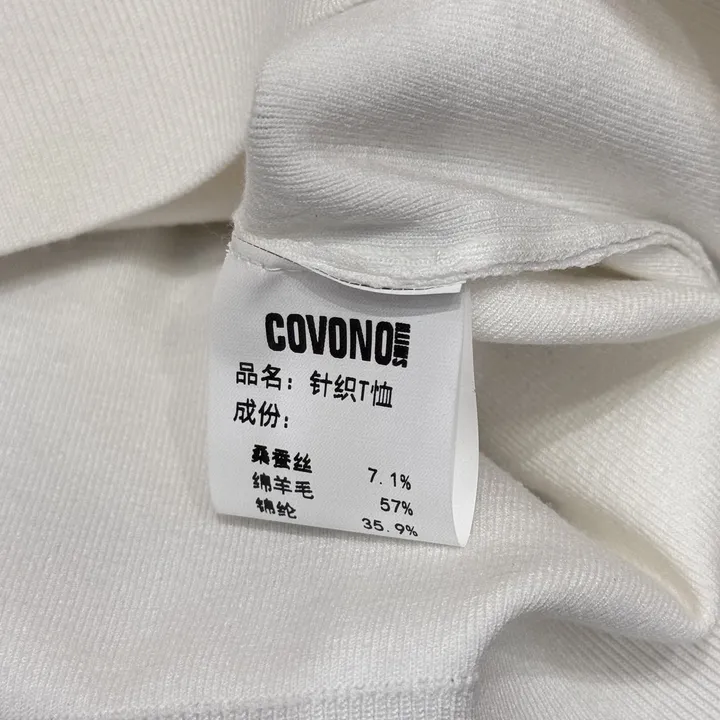 COVONO
品名：针织T恤
成份：
桑蚕丝 7.1%
绵羊毛 57%
锦纶 35.9%